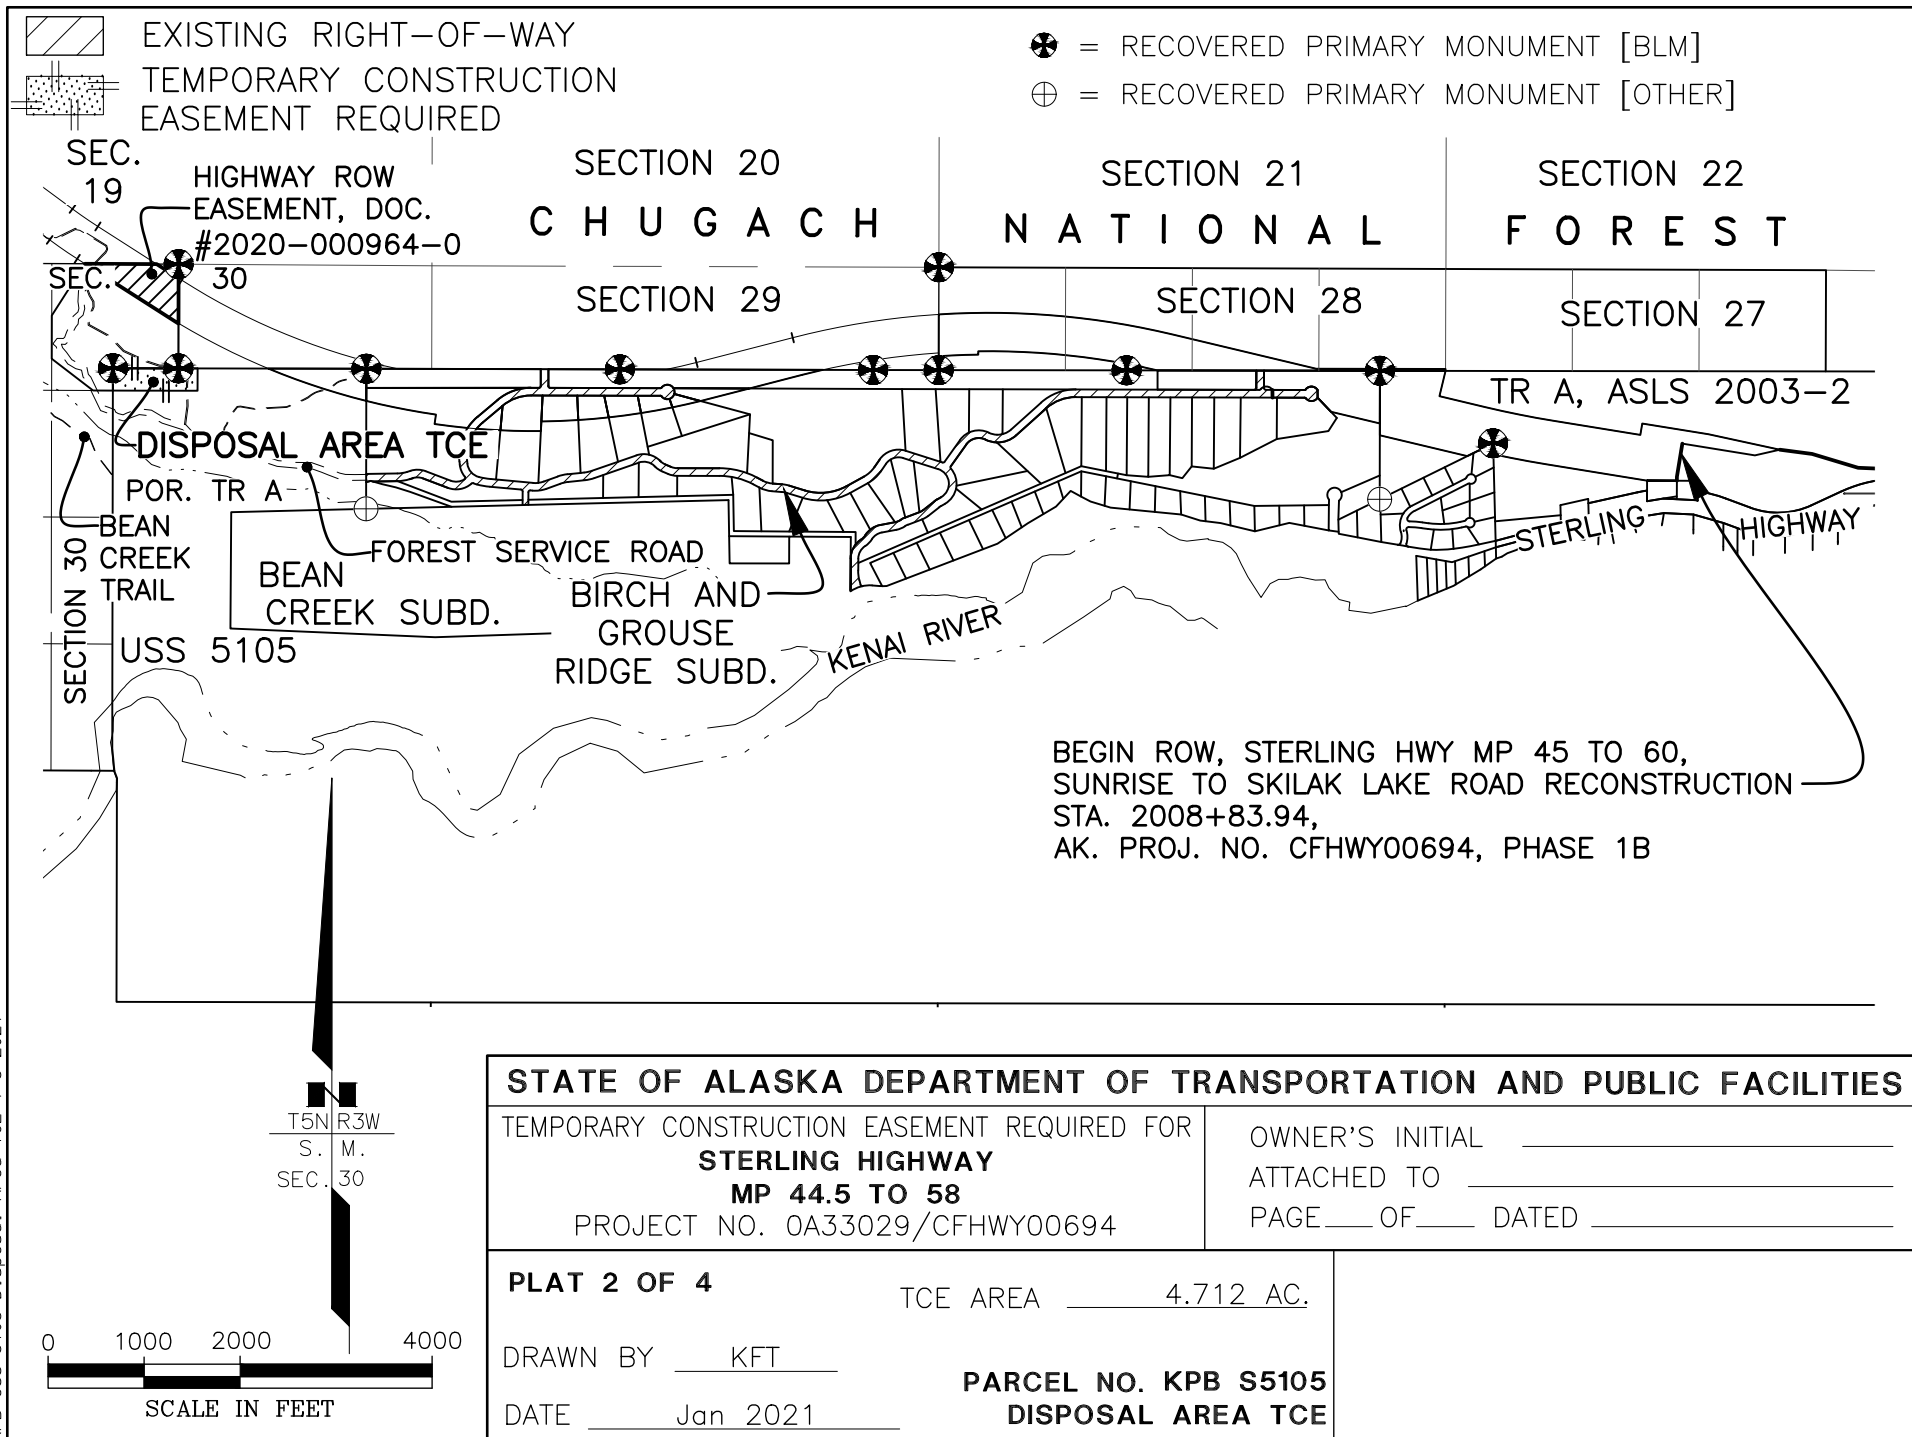 EXISTING RIGHT-OF-WAY
TEMPORARY CONSTRUCTION
EASEMENT REQUIRED
= RECOVERED PRIMARY MONUMENT [BLM]
= RECOVERED PRIMARY MONUMENT [OTHER]
SEC.
19
HIGHWAY ROW
EASEMENT, DOC.
#2020-000964-0
SECTION 20
SECTION 21
SECTION 22
CHUGACH NATIONAL FOREST
SEC. 30
SECTION 29
SECTION 28
SECTION 27
TR A, ASLS 2003-2
DISPOSAL AREA TCE
POR. TR A
BEAN
CREEK
TRAIL
SECTION 30
FOREST SERVICE ROAD
BEAN
CREEK SUBD.
BIRCH AND
GROUSE
RIDGE SUBD.
STERLING HIGHWAY
KENAI RIVER
USS 5105
BEGIN ROW, STERLING HWY MP 45 TO 60,
SUNRISE TO SKILAK LAKE ROAD RECONSTRUCTION
STA. 2008+83.94,
AK. PROJ. NO. CFHWY00694, PHASE 1B
N
T5N R3W
S. M.
SEC. 30
0 1000 2000 4000
SCALE IN FEET
STATE OF ALASKA DEPARTMENT OF TRANSPORTATION AND PUBLIC FACILITIES
TEMPORARY CONSTRUCTION EASEMENT REQUIRED FOR
STERLING HIGHWAY
MP 44.5 TO 58
PROJECT NO. 0A33029/CFHWY00694
OWNER'S INITIAL
ATTACHED TO
PAGE OF DATED
PLAT 2 OF 4
TCE AREA 4.712 AC.
DRAWN BY KFT
DATE Jan 2021
PARCEL NO. KPB S5105
DISPOSAL AREA TCE